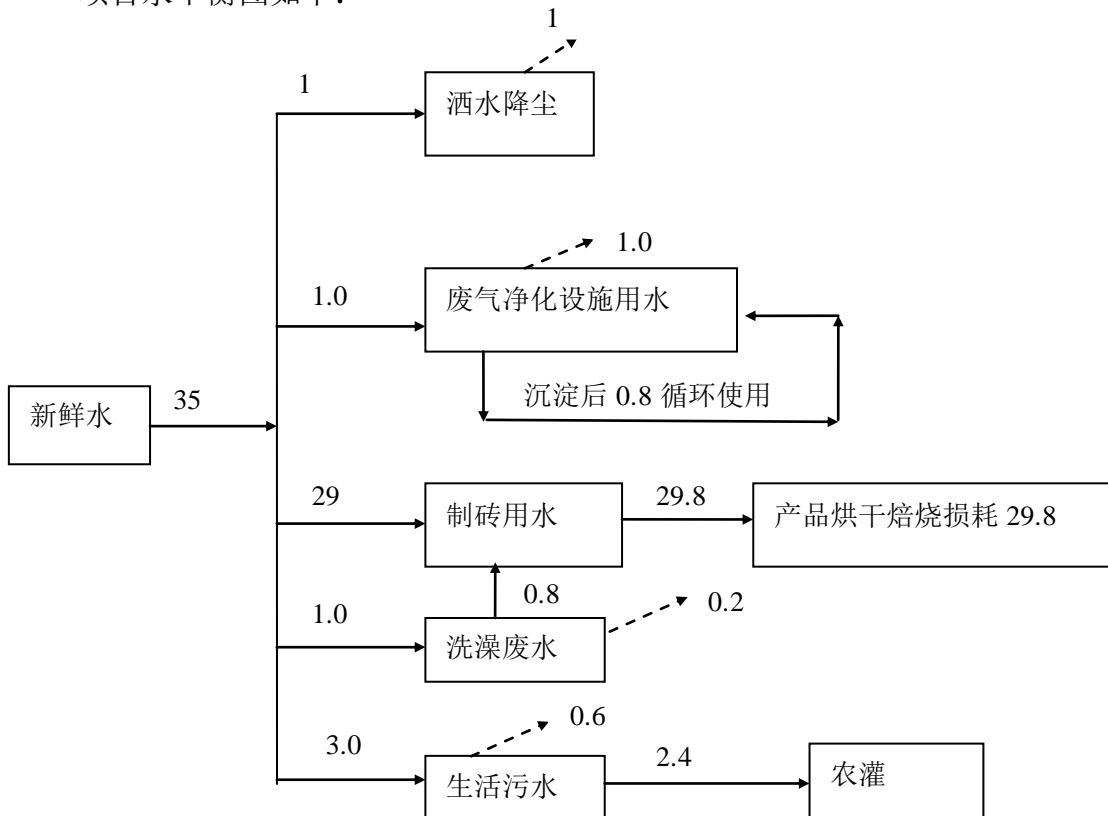 项目水平衡图如下:
1
1
洒水降尘
1.0
1.0
废气净化设施用水
沉淀后 0.8 循环使用
新鲜水
35
29
制砖用水
29.8
产品烘干焙烧损耗 29.8
0.8
1.0
洗澡废水
0.2
0.6
3.0
生活污水
2.4
农灌